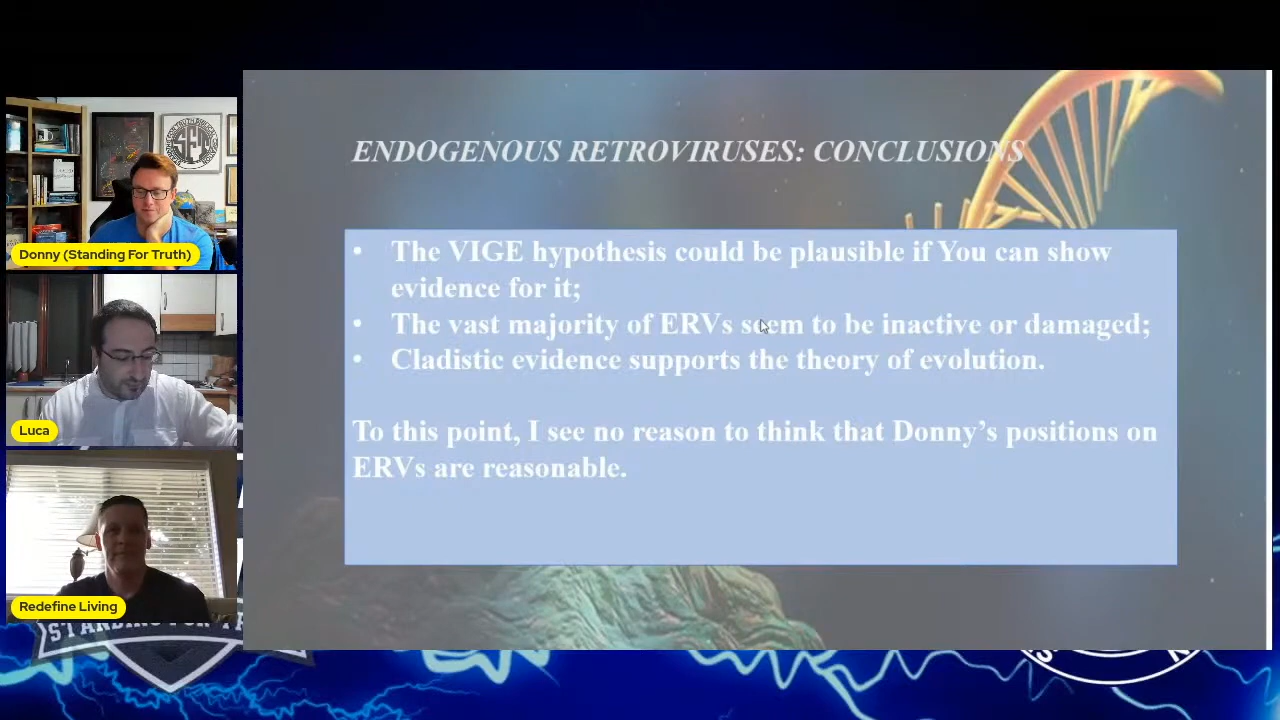 ENDOGENOUS RETROVIRUSES: CONCLUSIONS
• The VIGE hypothesis could be plausible if You can show
evidence for it;
• The vast majority of ERVs seem to be inactive or damaged;
• Cladistic evidence supports the theory of evolution.
To this point, I see no reason to think that Donny’s positions on
ERVs are reasonable.
SFT
Donny (Standing For Truth)
Luca
Redefine Living